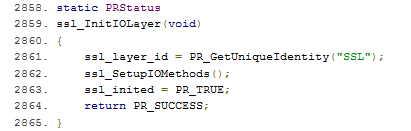 2858. static PRStatus
2859. ssl_InitIOLayer(void)
2860. {
2861.     ssl_layer_id = PR_GetUniqueIdentity("SSL");
2862.     ssl_SetupIOMethods();
2863.     ssl_inited = PR_TRUE;
2864.     return PR_SUCCESS;
2865. }